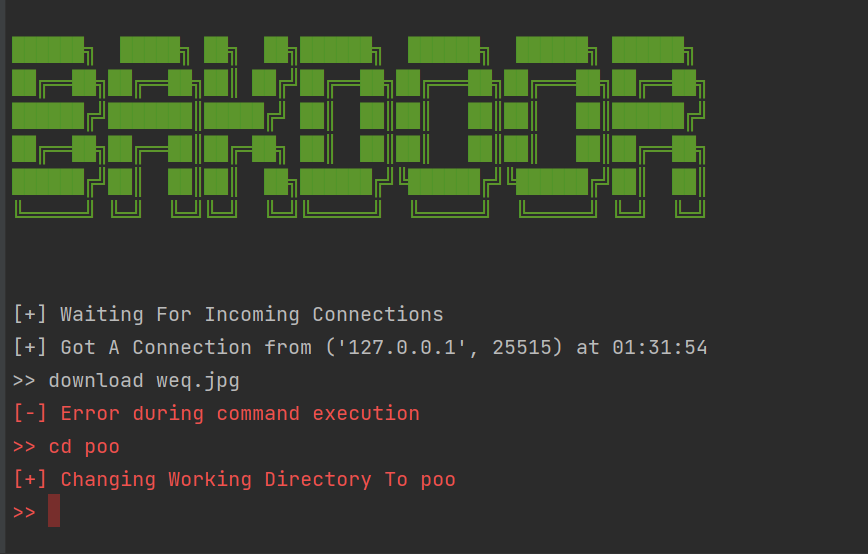 BAKDOOR
[+] Waiting For Incoming Connections
[+] Got A Connection from ('127.0.0.1', 25515) at 01:31:54
>> download weq.jpg
[-] Error during command execution
>> cd poo
[+] Changing Working Directory To poo
>>